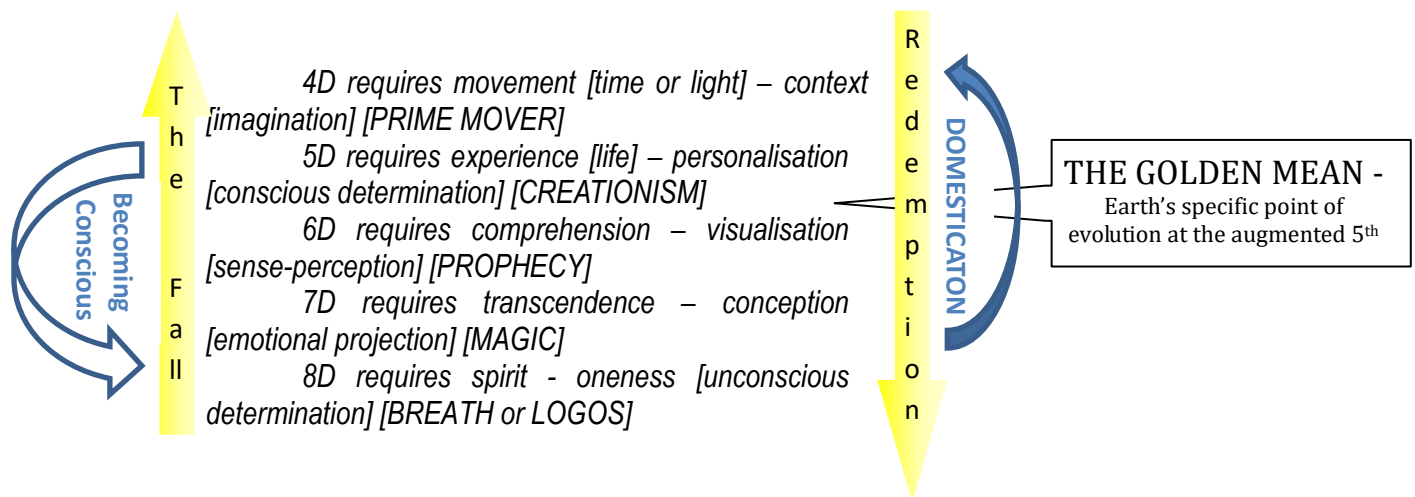 The Fall
Becoming
Conscious
4D requires movement [time or light] – context
[imagination] [PRIME MOVER]
5D requires experience [life] – personalisation
[conscious determination] [CREATIONISM]
6D requires comprehension – visualisation
[sense-perception] [PROPHECY]
7D requires transcendence – conception
[emotional projection] [MAGIC]
8D requires spirit - oneness [unconscious
determination] [BREATH or LOGOS]
Redemption
DOMESTICATON
THE GOLDEN MEAN -
Earth’s specific point of
evolution at the augmented 5th